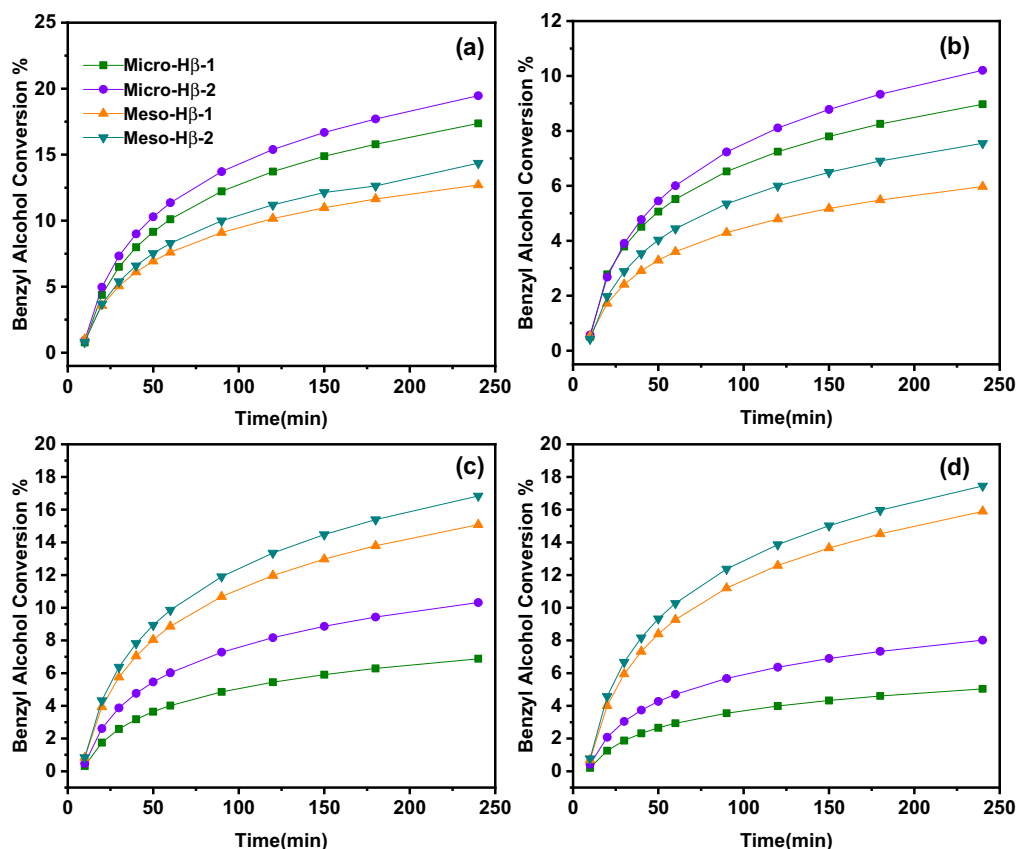 (a)
Micro-Hβ-1
Micro-Hβ-2
Meso-Hβ-1
Meso-Hβ-2
Benzyl Alcohol Conversion %
25
20
15
10
5
0
0 50 100 150 200 250
Time(min)
(b)
Benzyl Alcohol Conversion %
12
10
8
6
4
2
0
0 50 100 150 200 250
Time(min)
(c)
Benzyl Alcohol Conversion %
20
18
16
14
12
10
8
6
4
2
0
0 50 100 150 200 250
Time(min)
(d)
Benzyl Alcohol Conversion %
20
18
16
14
12
10
8
6
4
2
0
0 50 100 150 200 250
Time(min)